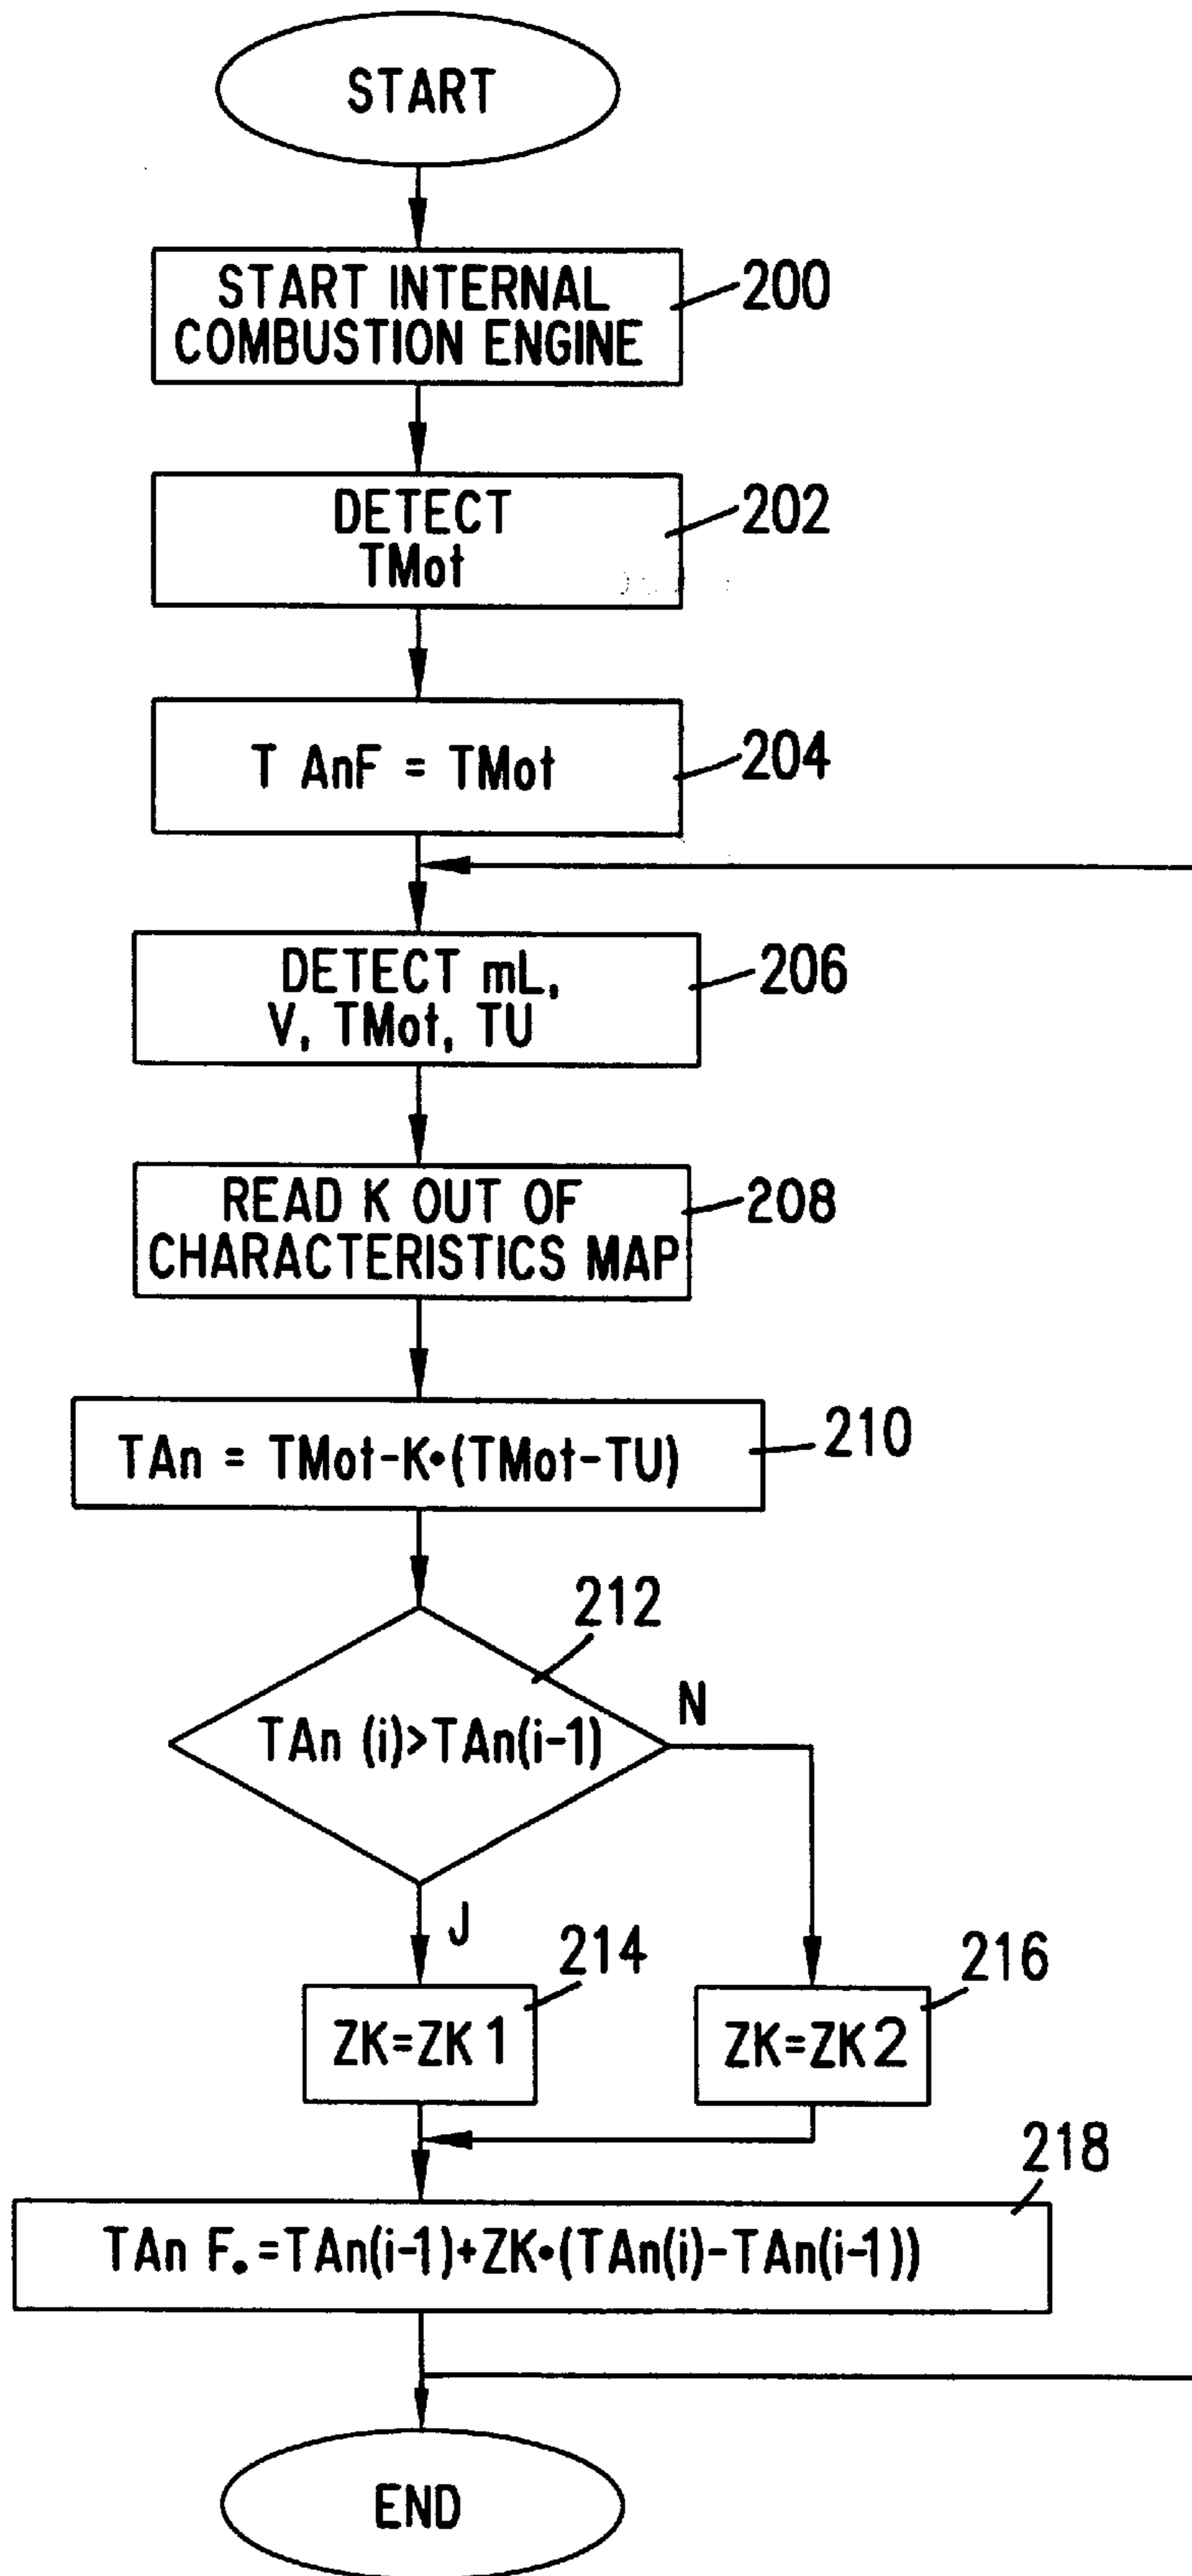 START
START INTERNAL
COMBUSTION ENGINE
200
DETECT
TMot
202
T AnF = TMot
204
DETECT mL,
V, TMot, TU
206
READ K OUT OF
CHARACTERISTICS MAP
208
TAn = TMot-K•(TMot-TU)
210
212
TAn (i)>TAn(i-1)
N
J
214
216
ZK=ZK1
ZK=ZK2
218
TAn F.=TAn(i-1)+ZK•(TAn(i)-TAn(i-1))
END